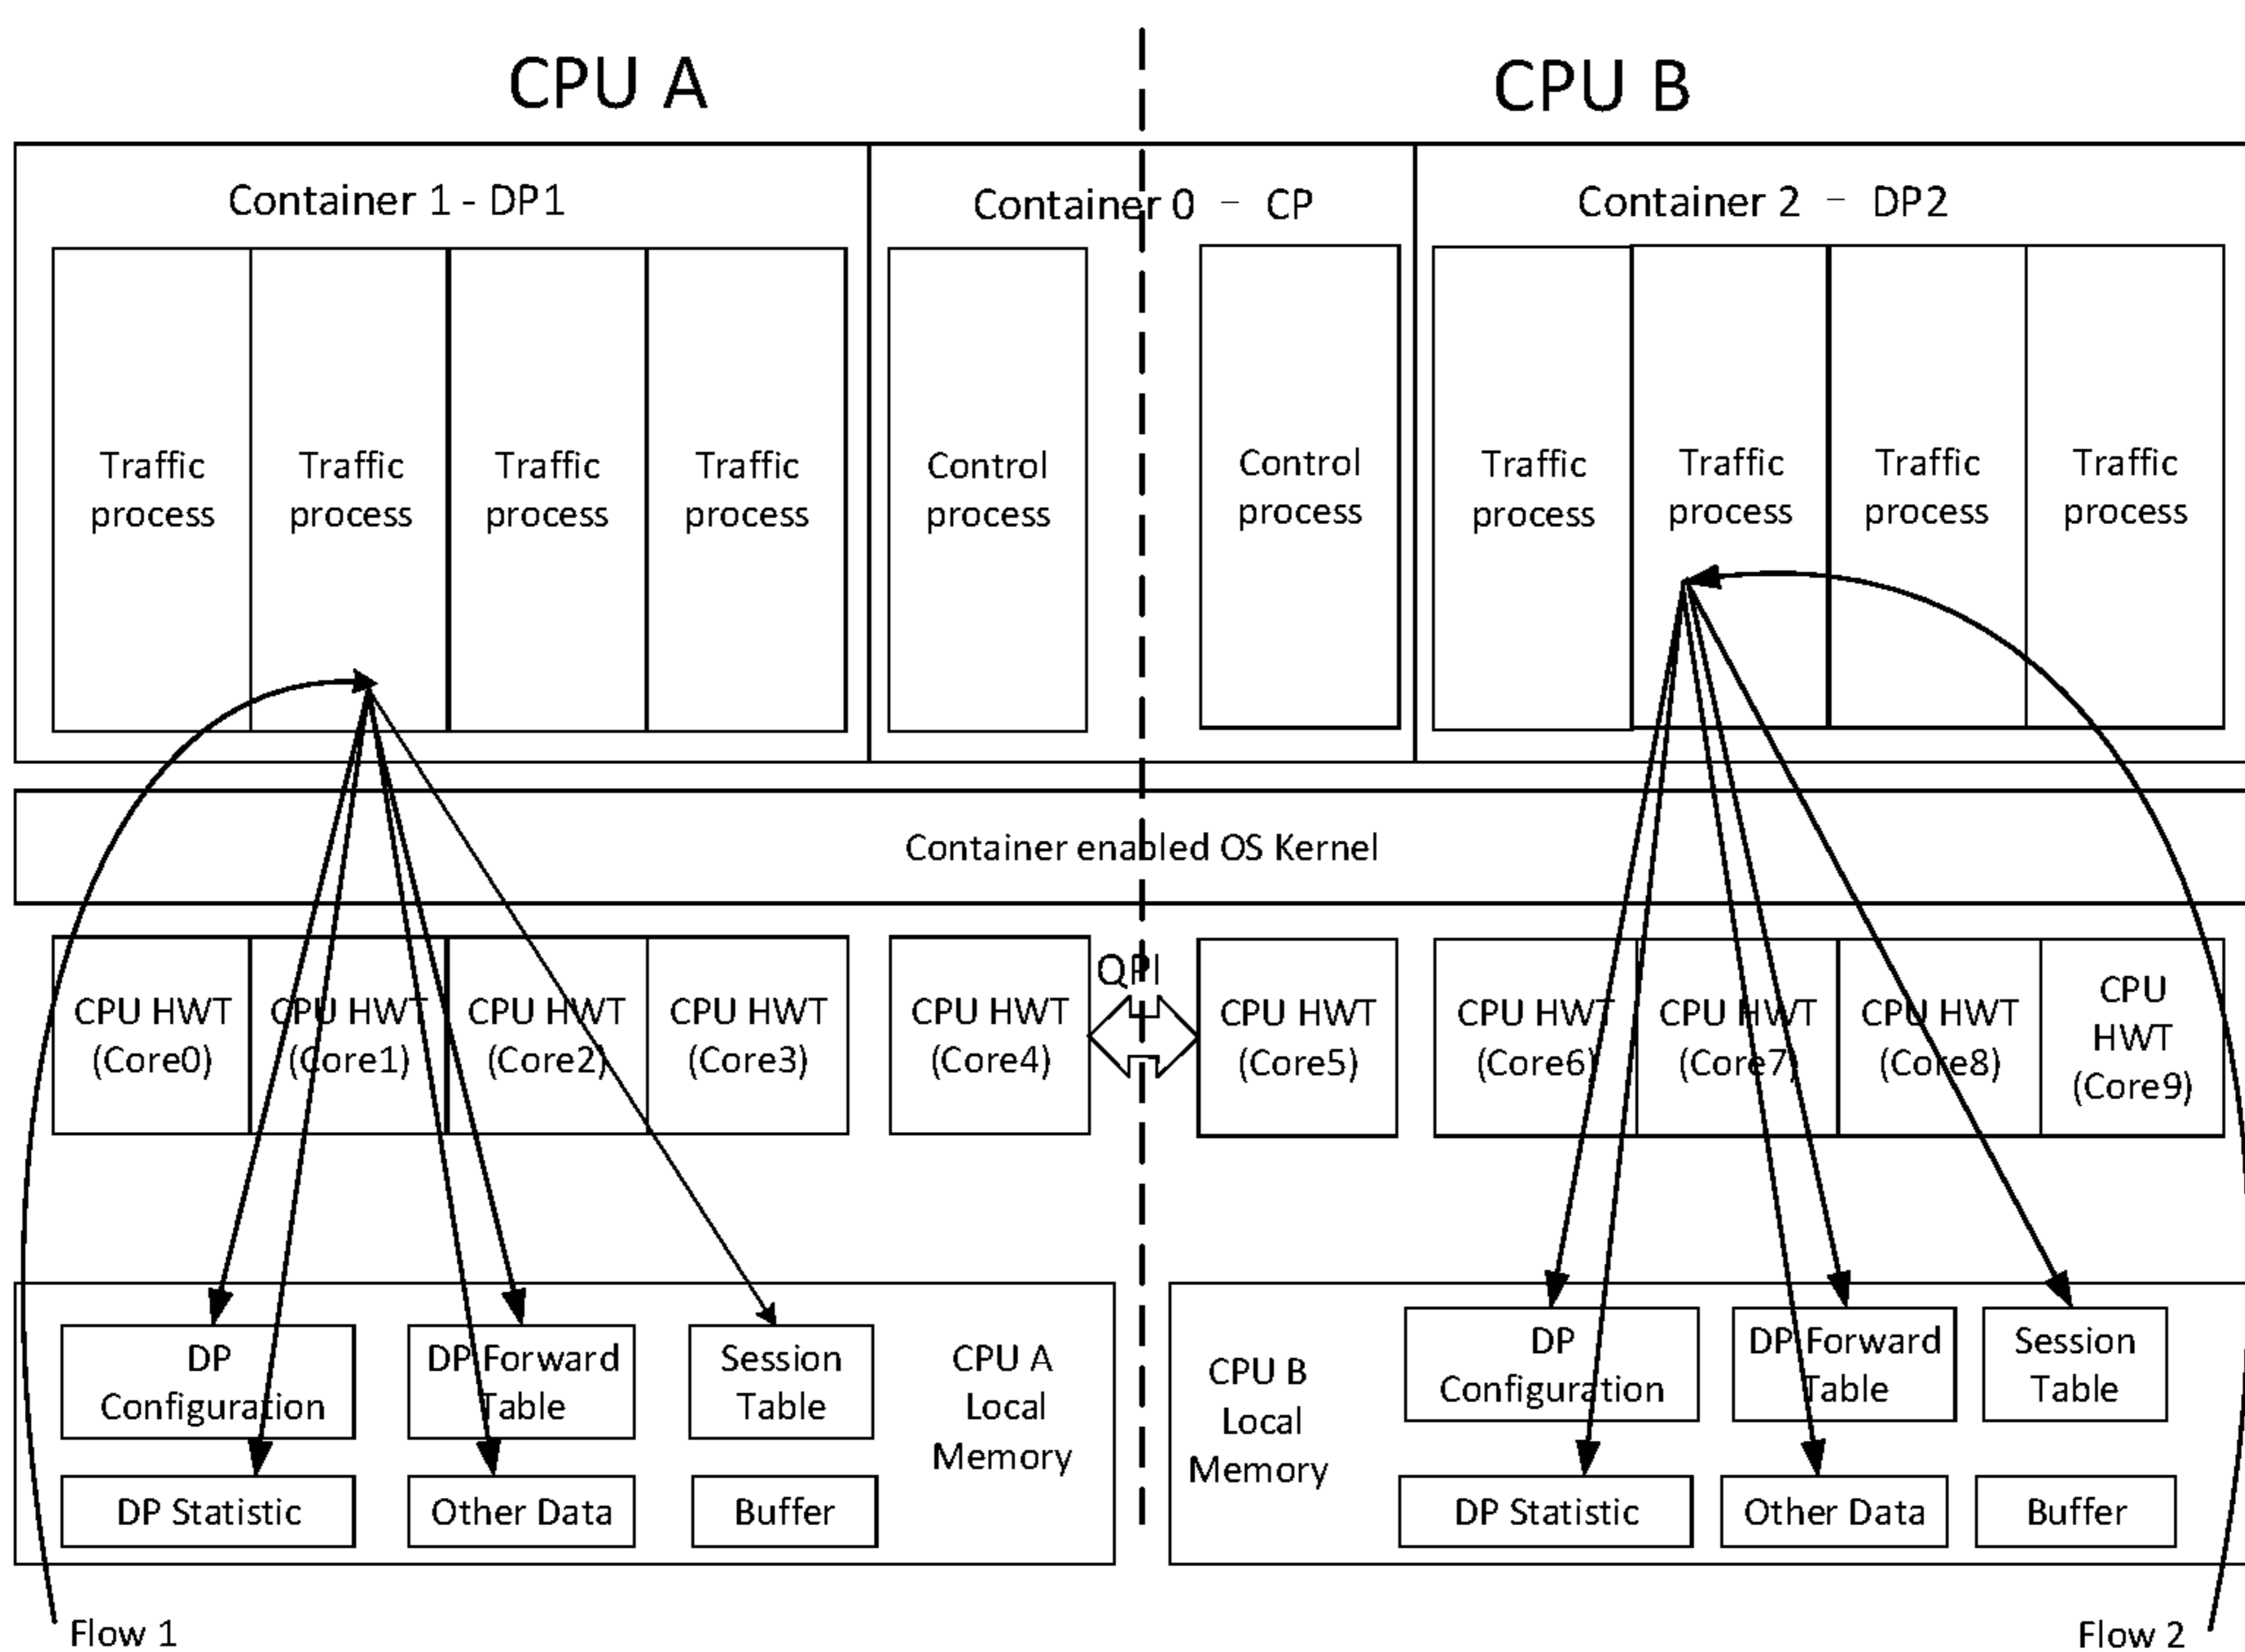 CPU A
CPU B
Container 1 - DP1
Container 0 – CP
Container 2 – DP2
Traffic
process
Traffic
process
Traffic
process
Traffic
process
Control
process
Control
process
Traffic
process
Traffic
process
Traffic
process
Traffic
process
Container enabled OS Kernel
CPU HWT
(Core0)
CPU HWT
(Core1)
CPU HWT
(Core2)
CPU HWT
(Core3)
CPU HWT
(Core4)
QPI
CPU HWT
(Core5)
CPU HWT
(Core6)
CPU HWT
(Core7)
CPU HWT
(Core8)
CPU
HWT
(Core9)
DP
Configuration
DP Forward
Table
Session
Table
CPU A
Local
Memory
DP Statistic
Other Data
Buffer
CPU B
Local
Memory
DP
Configuration
DP Forward
Table
Session
Table
DP Statistic
Other Data
Buffer
Flow 1
Flow 2